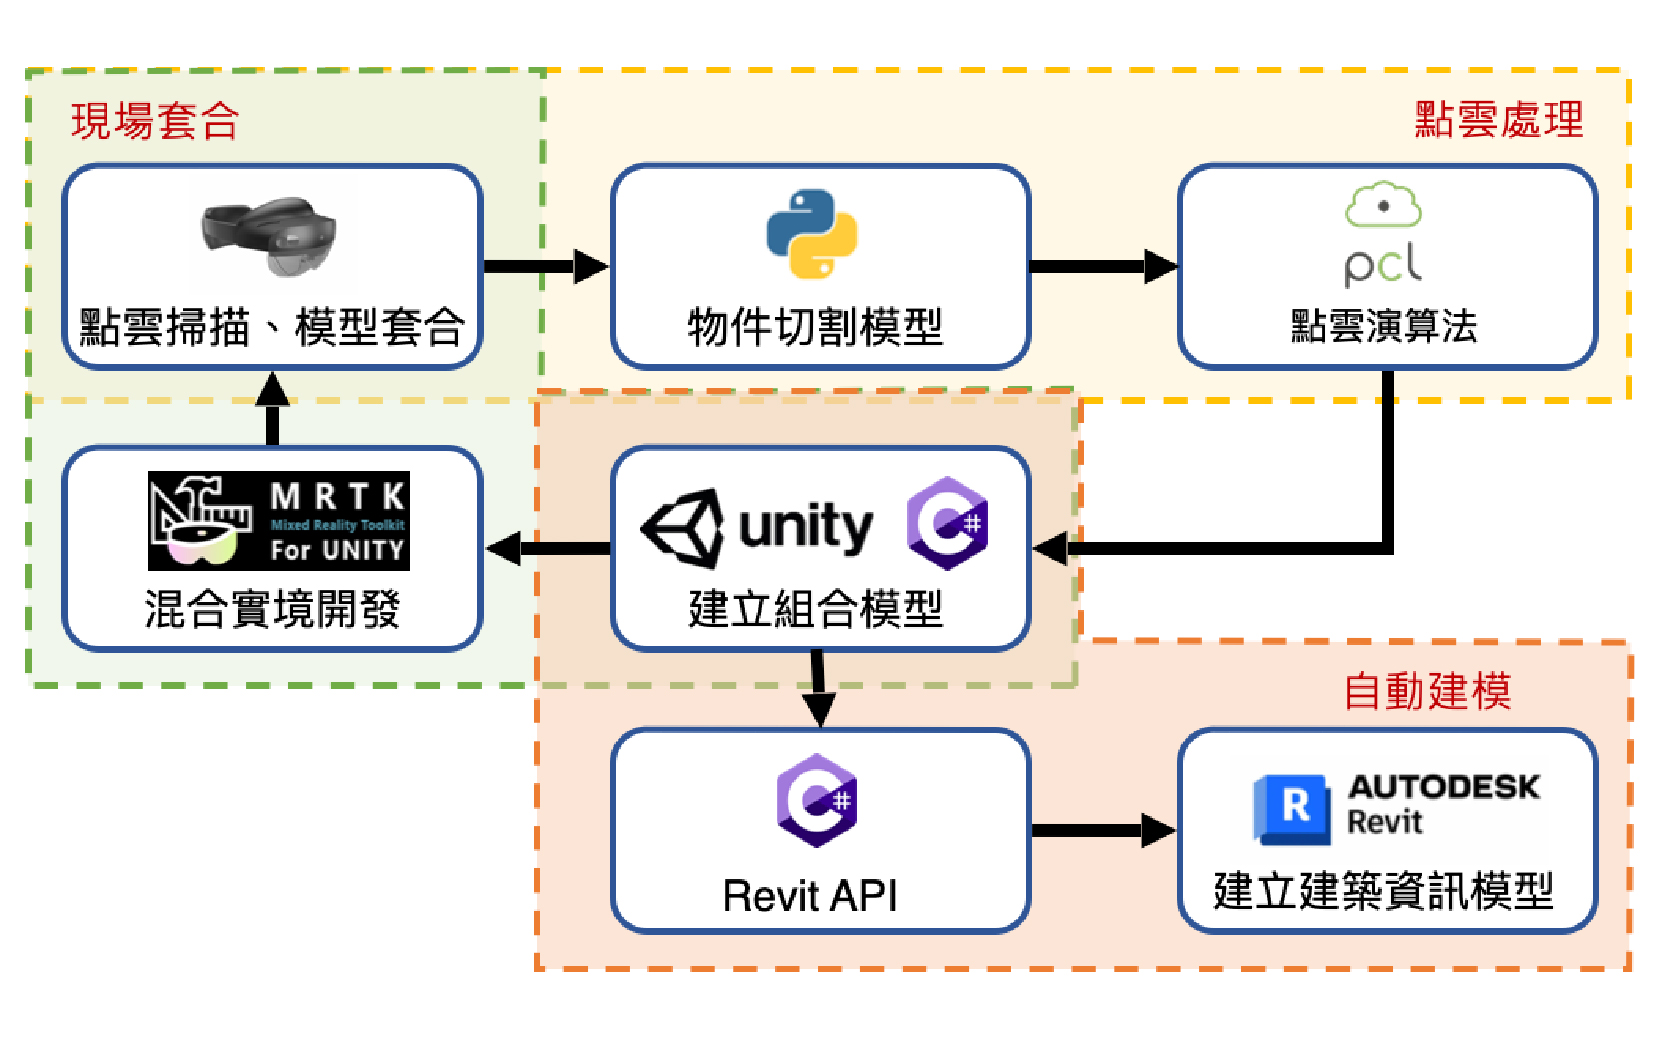 現場套合
點雲處理
點雲掃描、模型套合
物件切割模型
pcl
點雲演算法
MRTK
Mixed Reality Toolkit
For UNITY
混合實境開發
unity
C#
建立組合模型
自動建模
C#
Revit API
R
AUTODESK
Revit
建立建築資訊模型